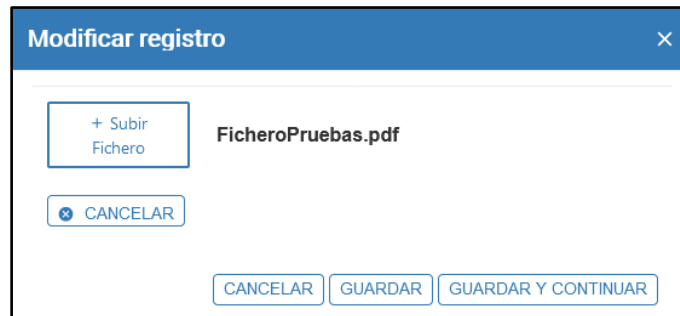 Modificar registro
+ Subir
Fichero
FicheroPruebas.pdf
CANCELAR
CANCELAR GUARDAR GUARDAR Y CONTINUAR